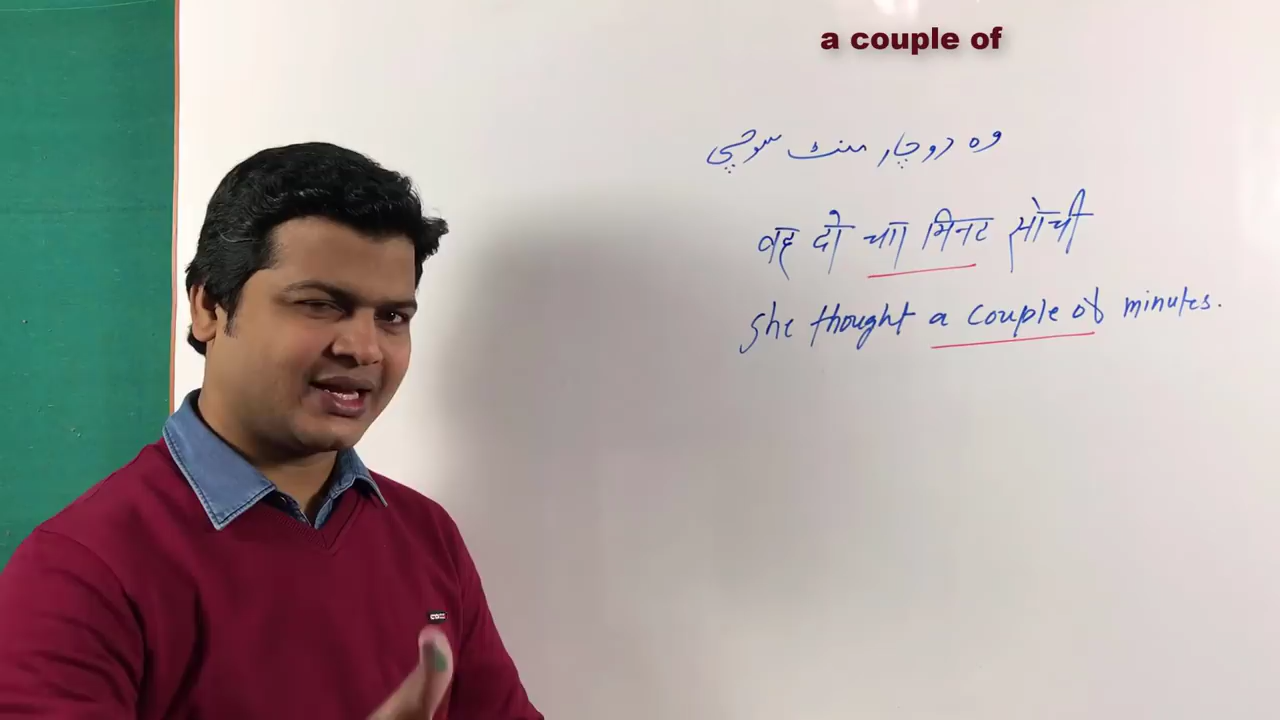 a couple of
وہ دو چار منٹ سوچی
वह दो चार मिनट सोची
She thought a couple of minutes.